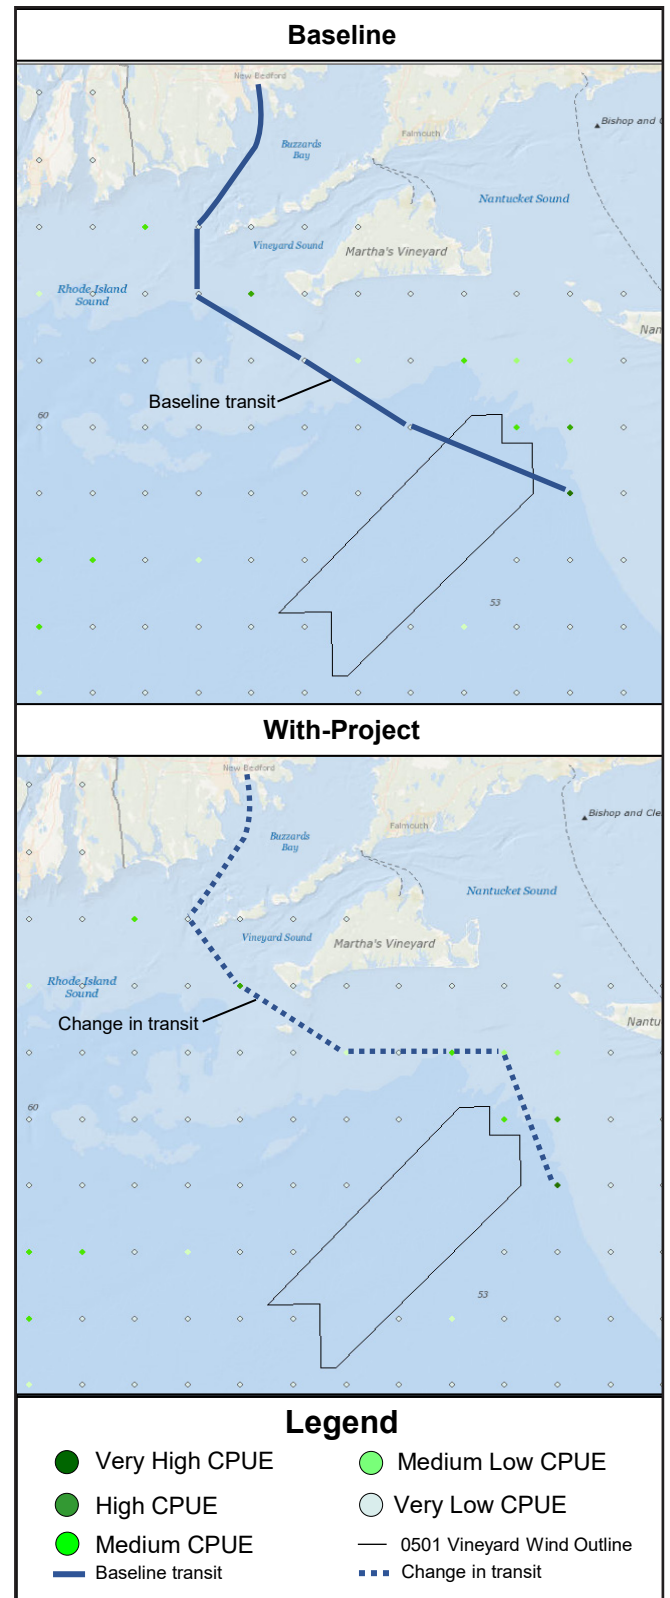 Baseline
New Bedford
Bishop and C
Buzzards
Bay
Falmouth
Nantucket Sound
Vineyard Sound
Martha's Vineyard
Rhode Island
Sound
Nan
Baseline transit
60
53
With-Project
New Bedford
Bishop and Cle
Buzzards
Bay
Falmouth
Nantucket Sound
Vineyard Sound
Martha's Vineyard
Rhode Island
Sound
Nantu
Change in transit
60
53
Legend
Very High CPUE
Medium Low CPUE
High CPUE
Very Low CPUE
Medium CPUE
0501 Vineyard Wind Outline
Baseline transit
Change in transit